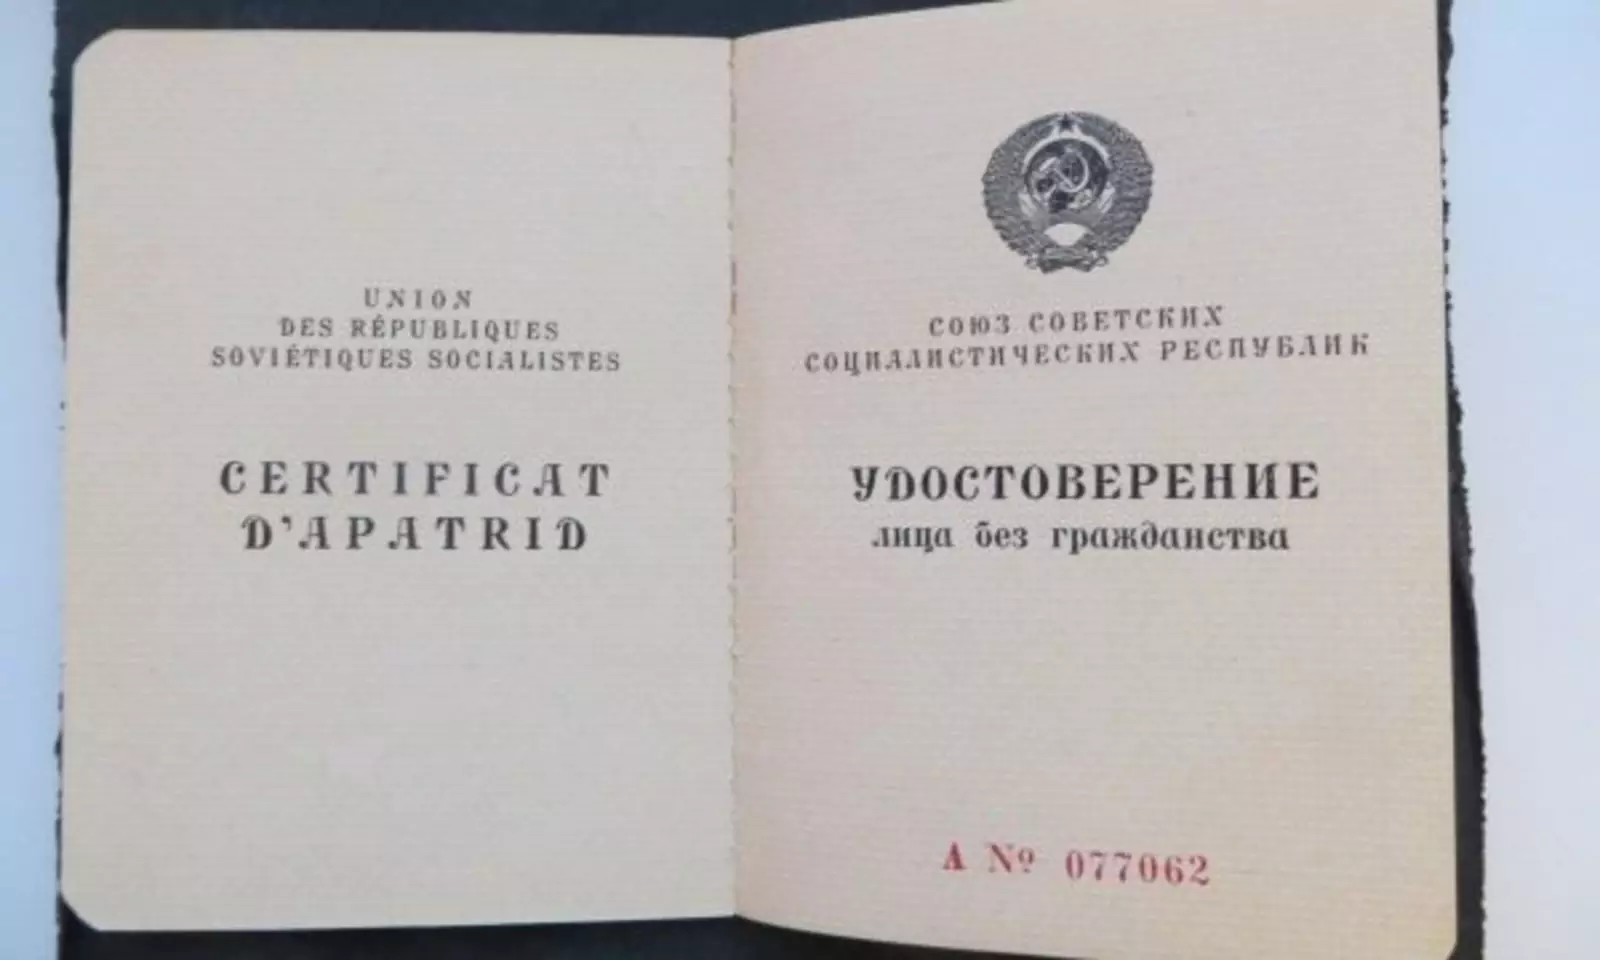 UNION
DES RÉPUBLIQUES
SOVIÉTIQUES SOCIALISTES
CERTIFICAT
D'APATRID
СОЮЗ СОВЕТСКИХ
СОЦИАЛИСТИЧЕСКИХ РЕСПУБЛИК
УДОСТОВЕРЕНИЕ
лица без гражданства
А № 077062